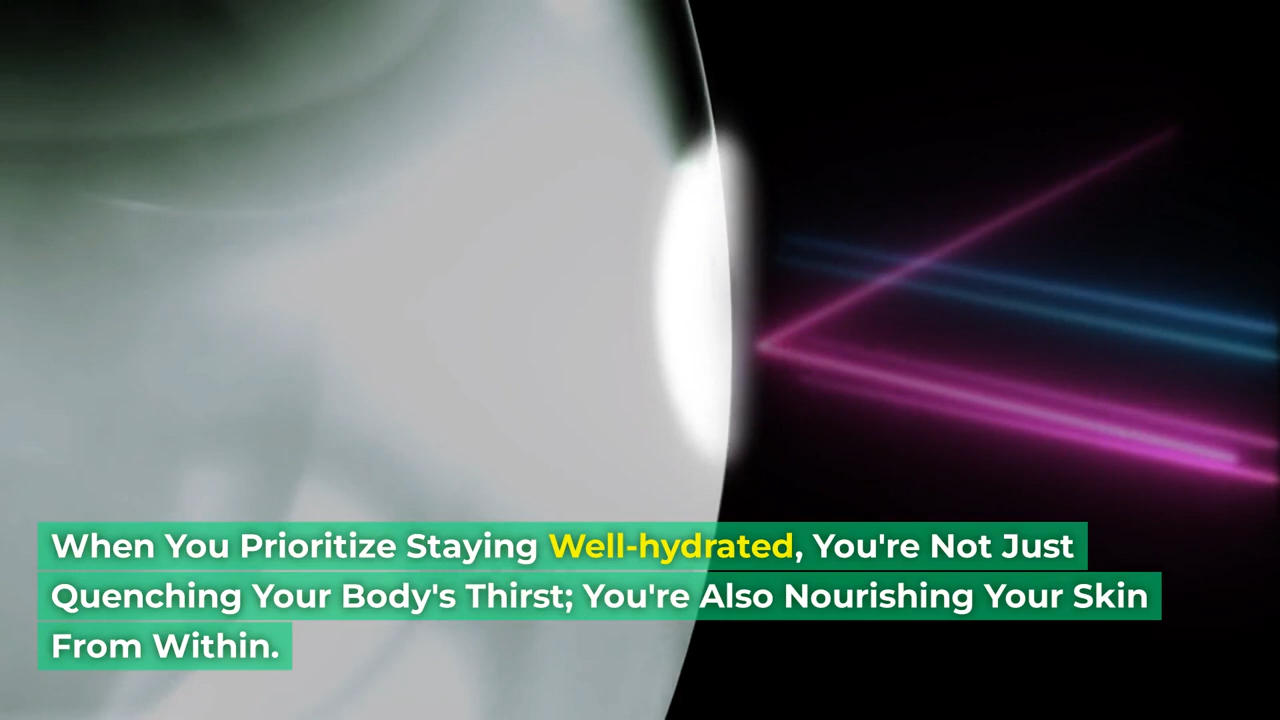 When You Prioritize Staying Well-hydrated, You're Not Just
Quenching Your Body's Thirst; You're Also Nourishing Your Skin
From Within.